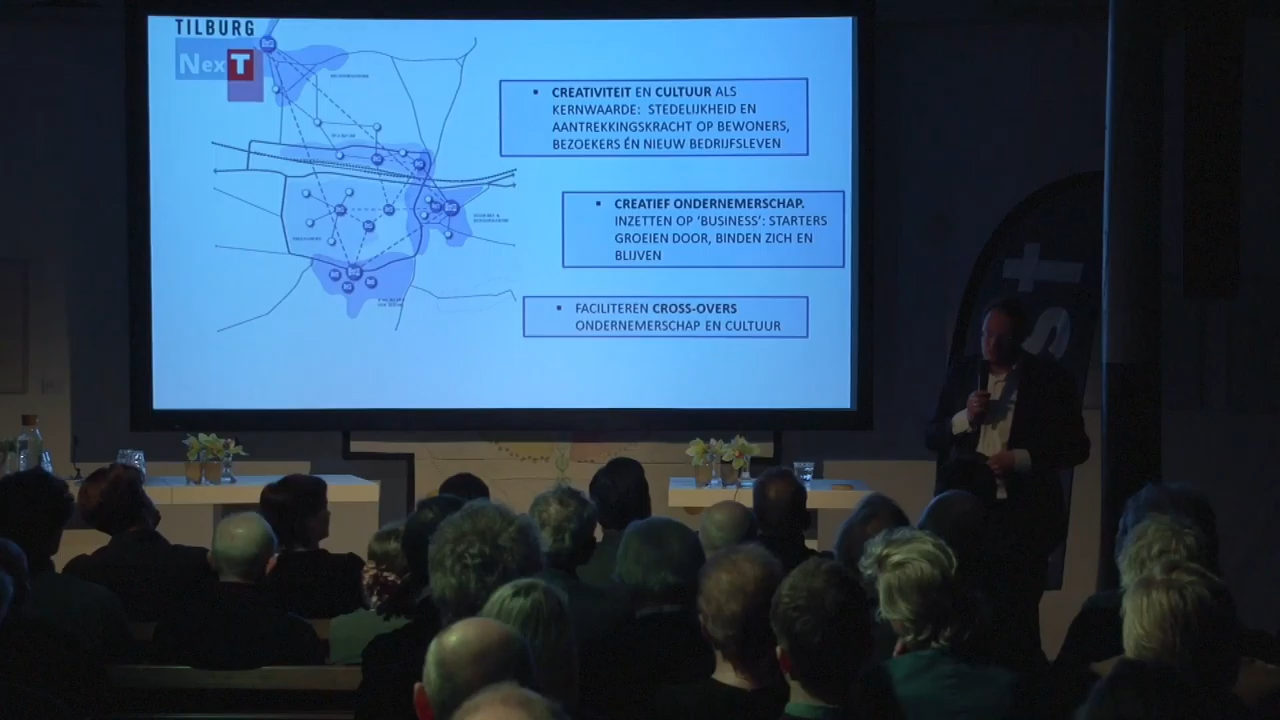 TILBURG
NexT
▪ CREATIVITEIT EN CULTUUR ALS
KERNWAARDE: STEDELIJKHEID EN
AANTREKKINGSKRACHT OP BEWONERS,
BEZOEKERS ÉN NIEUW BEDRIJFSLEVEN
▪ CREATIEF ONDERNEMERSCHAP.
INZETTEN OP ‘BUSINESS’: STARTERS
GROEIEN DOOR, BINDEN ZICH EN
BLIJVEN
▪ FACILITEREN CROSS-OVERS
ONDERNEMERSCHAP EN CULTUUR